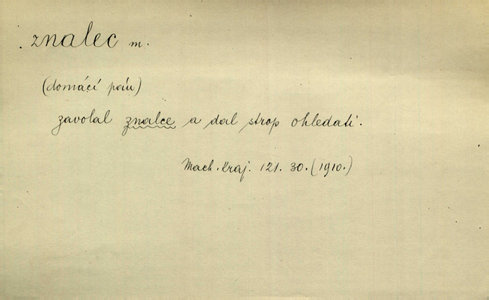 znalec m.
(domácí pán)
zavolal znalce a dal strop ohledati.
Mach. Kraj. 121. 30. (1910.)